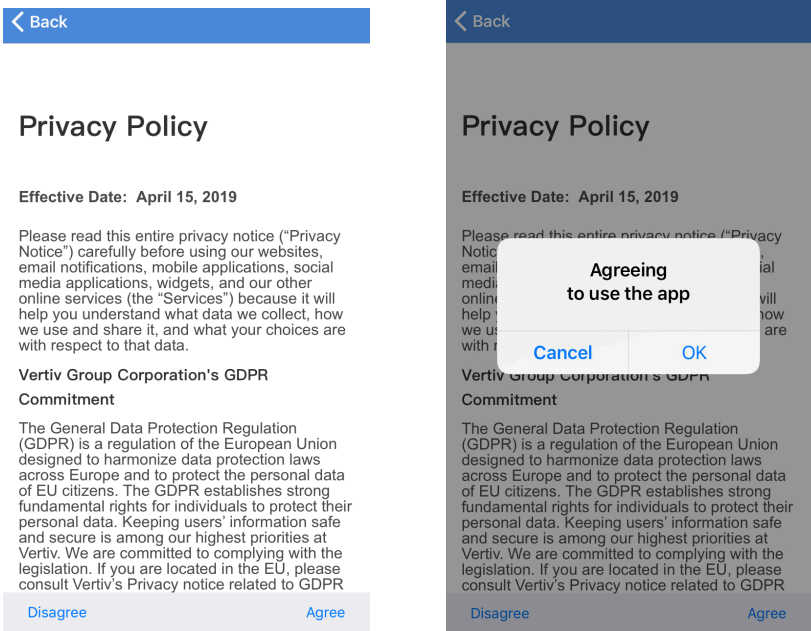 Back
Privacy Policy
Effective Date:  April 15, 2019
Please read this entire privacy notice (“Privacy
Notice”) carefully before using our websites,
email notifications, mobile applications, social
media applications, widgets, and our other
online services (the “Services”) because it will
help you understand what data we collect, how
we use and share it, and what your choices are
with respect to that data.
Vertiv Group Corporation's GDPR
Commitment
The General Data Protection Regulation
(GDPR) is a regulation of the European Union
designed to harmonize data protection laws
across Europe and to protect the personal data
of EU citizens. The GDPR establishes strong
fundamental rights for individuals to protect their
personal data. Keeping users’ information safe
and secure is among our highest priorities at
Vertiv. We are committed to complying with the
legislation. If you are located in the EU, please
consult Vertiv’s Privacy notice related to GDPR
Disagree Agree
Back
Privacy Policy
Effective Date:  April 15, 2019
Please read this entire privacy notice (“Privacy
Agreeing
to use the app
Cancel OK
Vertiv Group Corporation's GDPR
Commitment
The General Data Protection Regulation
(GDPR) is a regulation of the European Union
designed to harmonize data protection laws
across Europe and to protect the personal data
of EU citizens. The GDPR establishes strong
fundamental rights for individuals to protect their
personal data. Keeping users’ information safe
and secure is among our highest priorities at
Vertiv. We are committed to complying with the
legislation. If you are located in the EU, please
consult Vertiv’s Privacy notice related to GDPR
Disagree Agree